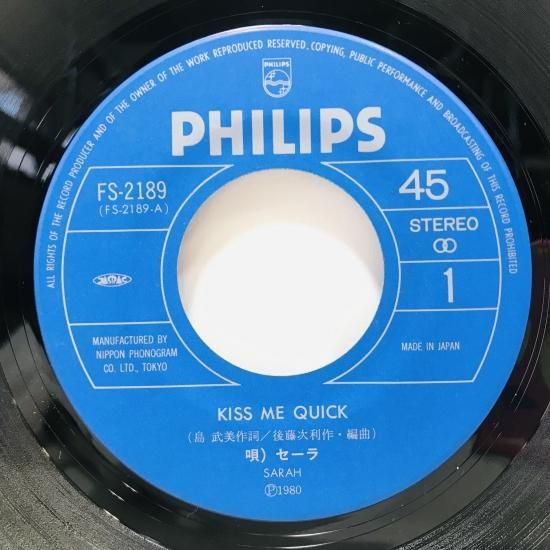 ALL RIGHTS OF THE RECORD PRODUCER AND OF THE OWNER OF THE WORK REPRODUCED RESERVED. COPYING, PUBLIC PERFORMANCE AND BROADCASTING OF THIS RECORD PROHIBITED
PHILIPS
PHILIPS
FS-2189
(FS-2189-A)
45
STEREO
1
JASRAC
MANUFACTURED BY
NIPPON PHONOGRAM
CO. LTD., TOKYO
MADE IN JAPAN
KISS ME QUICK
(島 武美作詞/後藤次利作・編曲)
唄) セーラ
SARAH
Ⓟ1980